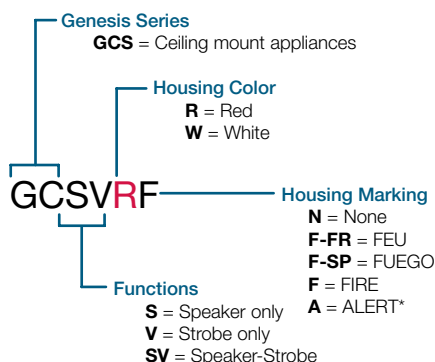 Genesis Series
GCS = Ceiling mount appliances
Housing Color
R = Red
W = White
GCSVRF
Housing Marking
N = None
F-FR = FEU
F-SP = FUEGO
F = FIRE
A = ALERT*
Functions
S = Speaker only
V = Strobe only
SV = Speaker-Strobe